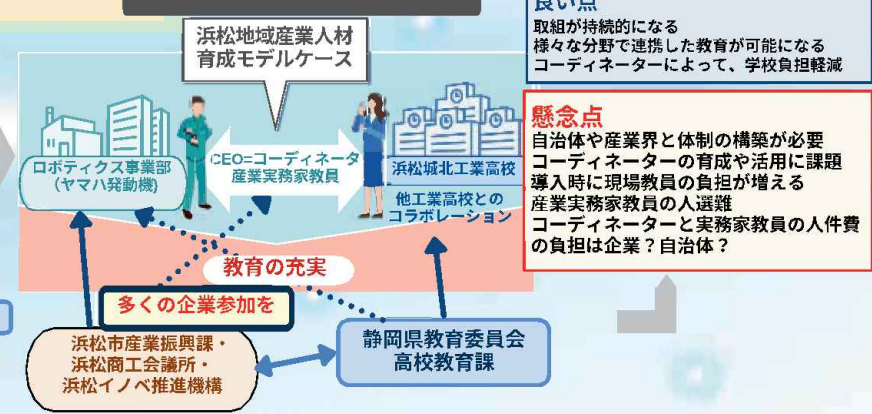 浜松地域産業人材
育成モデルケース
ロボティクス事業部
(ヤマハ発動機)
CEO=コーディネータ
産業実務家教員
浜松城北工業高校
他工業高校との
コラボレーション
教育の充実
多くの企業参加を
浜松市産業振興課・
浜松商工会議所・
浜松イノベ推進機構
静岡県教育委員会
高校教育課
良い点
取組が持続的になる
様々な分野で連携した教育が可能になる
コーディネーターによって、学校負担軽減
懸念点
自治体や産業界と体制の構築が必要
コーディネーターの育成や活用に課題
導入時に現場教員の負担が増える
産業実務家教員の人選難
コーディネーターと実務家教員の人件費
の負担は企業？自治体？